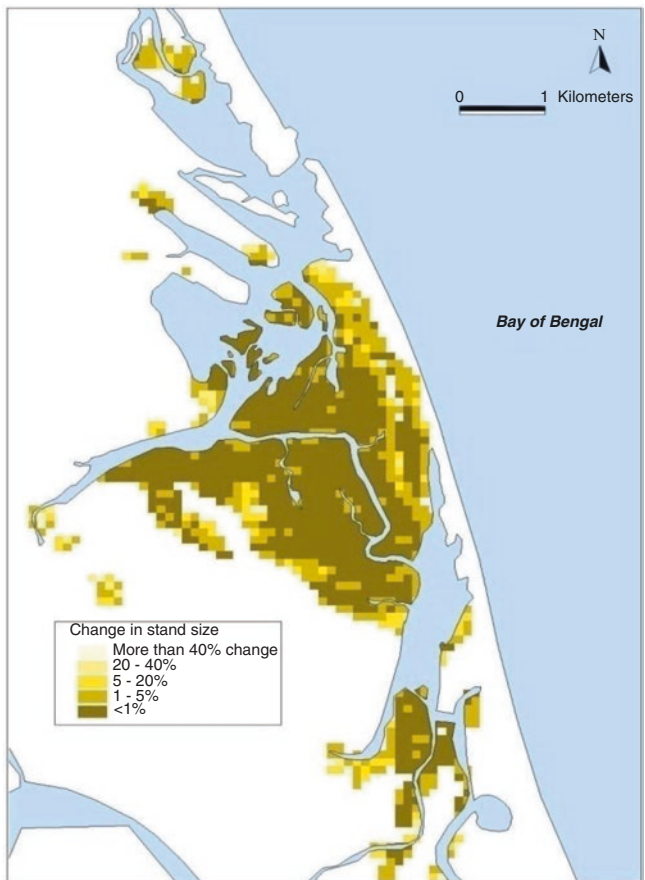 N
0 1 Kilometers
Bay of Bengal
Change in stand size
More than 40% change
20 - 40%
5 - 20%
1 - 5%
<1%